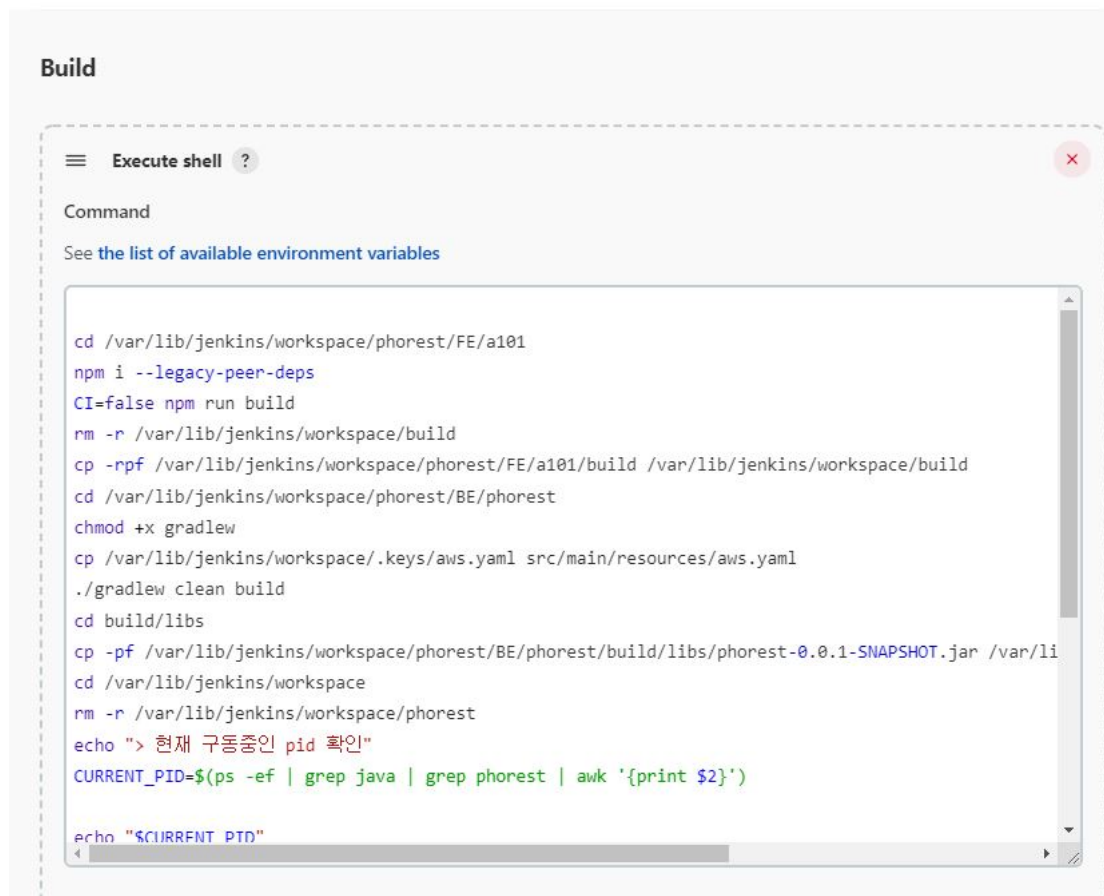 Build
Execute shell ?
Command
See the list of available environment variables
cd /var/lib/jenkins/workspace/phorest/FE/a101
npm i --legacy-peer-deps
CI=false npm run build
rm -r /var/lib/jenkins/workspace/build
cp -rpf /var/lib/jenkins/workspace/phorest/FE/a101/build /var/lib/jenkins/workspace/build
cd /var/lib/jenkins/workspace/phorest/BE/phorest
chmod +x gradlew
cp /var/lib/jenkins/workspace/.keys/aws.yaml src/main/resources/aws.yaml
./gradlew clean build
cd build/libs
cp -pf /var/lib/jenkins/workspace/phorest/BE/phorest/build/libs/phorest-0.0.1-SNAPSHOT.jar /var/li
cd /var/lib/jenkins/workspace
rm -r /var/lib/jenkins/workspace/phorest
echo "> 현재 구동중인 pid 확인"
CURRENT_PID=$(ps -ef | grep java | grep phorest | awk '{print $2}')
echo "$CURRENT_PID"